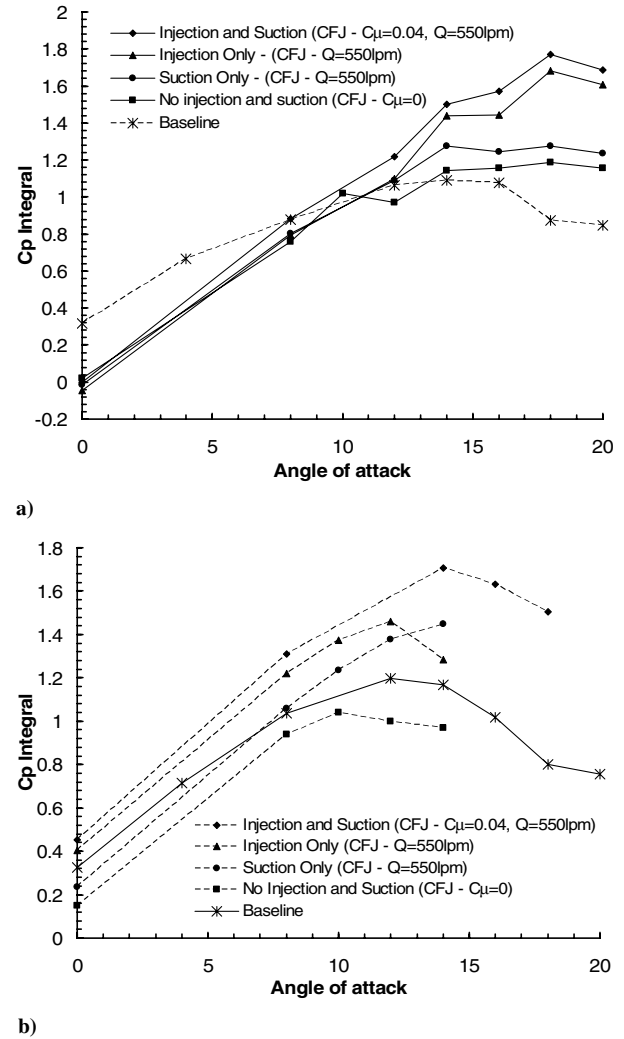 2
1.8
1.6
1.4
1.2
1
0.8
0.6
0.4
0.2
0
-0.2
Cp Integral
Injection and Suction (CFJ - Cμ=0.04, Q=550lpm)
Injection Only - (CFJ - Q=550lpm)
Suction Only - (CFJ - Q=550lpm)
No injection and suction (CFJ - Cμ=0)
Baseline
0 5 10 15 20
Angle of attack
a)
1.8
1.6
1.4
1.2
1
0.8
0.6
0.4
0.2
0
Cp Integral
Injection and Suction (CFJ - Cμ=0.04, Q=550lpm)
Injection Only (CFJ - Q=550lpm)
Suction Only (CFJ - Q=550lpm)
No Injection and Suction (CFJ - Cμ=0)
Baseline
0 5 10 15 20
Angle of attack
b)